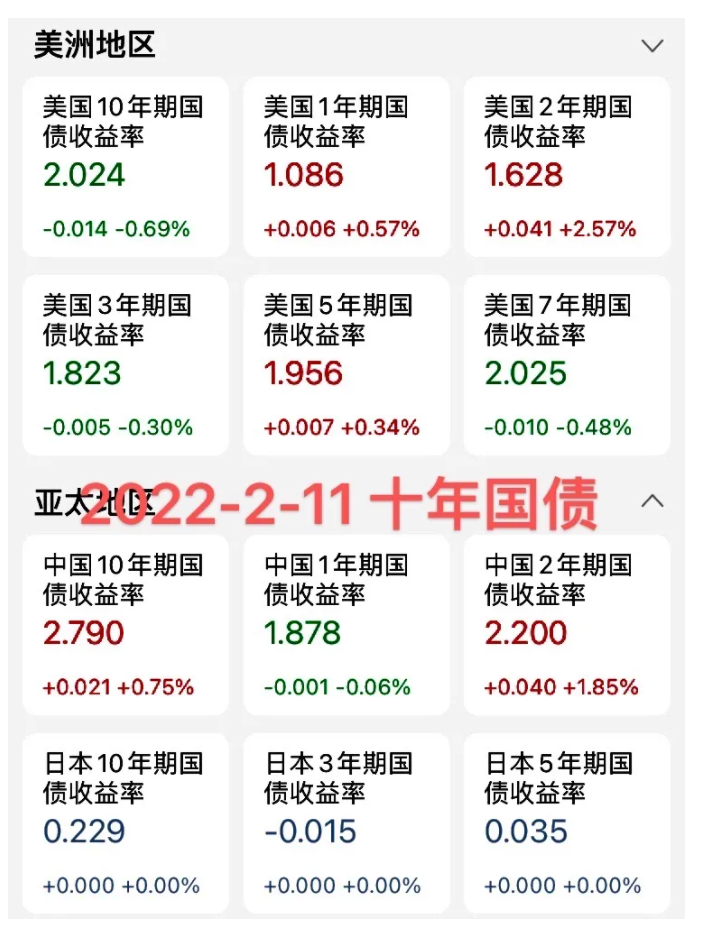 美洲地区
美国10年期国
债收益率
2.024
-0.014 -0.69%
美国1年期国
债收益率
1.086
+0.006 +0.57%
美国2年期国
债收益率
1.628
+0.041 +2.57%
美国3年期国
债收益率
1.823
-0.005 -0.30%
美国5年期国
债收益率
1.956
+0.007 +0.34%
美国7年期国
债收益率
2.025
-0.010 -0.48%
亚太地区
2022-2-11十年国债
中国10年期国
债收益率
2.790
+0.021 +0.75%
中国1年期国
债收益率
1.878
-0.001 -0.06%
中国2年期国
债收益率
2.200
+0.040 +1.85%
日本10年期国
债收益率
0.229
+0.000 +0.00%
日本3年期国
债收益率
-0.015
+0.000 +0.00%
日本5年期国
债收益率
0.035
+0.000 +0.00%